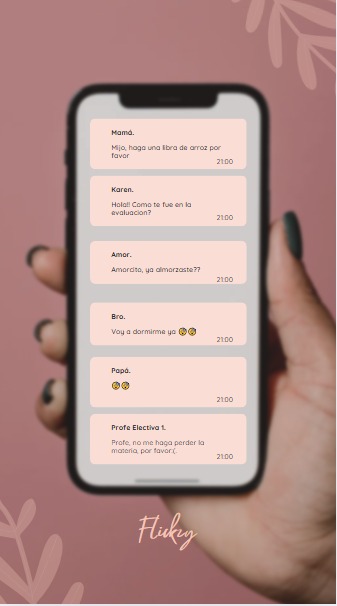 Mamá.
Mijo, haga una libra de arroz por
favor
21:00
Karen.
Hola!! Como te fue en la
evaluacion?
21:00
Amor.
Amorcito, ya almorzaste??
21:00
Bro.
Voy a dormirme ya 😴😴
21:00
Papá.
😴😴
21:00
Profe Electiva 1.
Profe, no me haga perder la
materia, por favor:(.
21:00